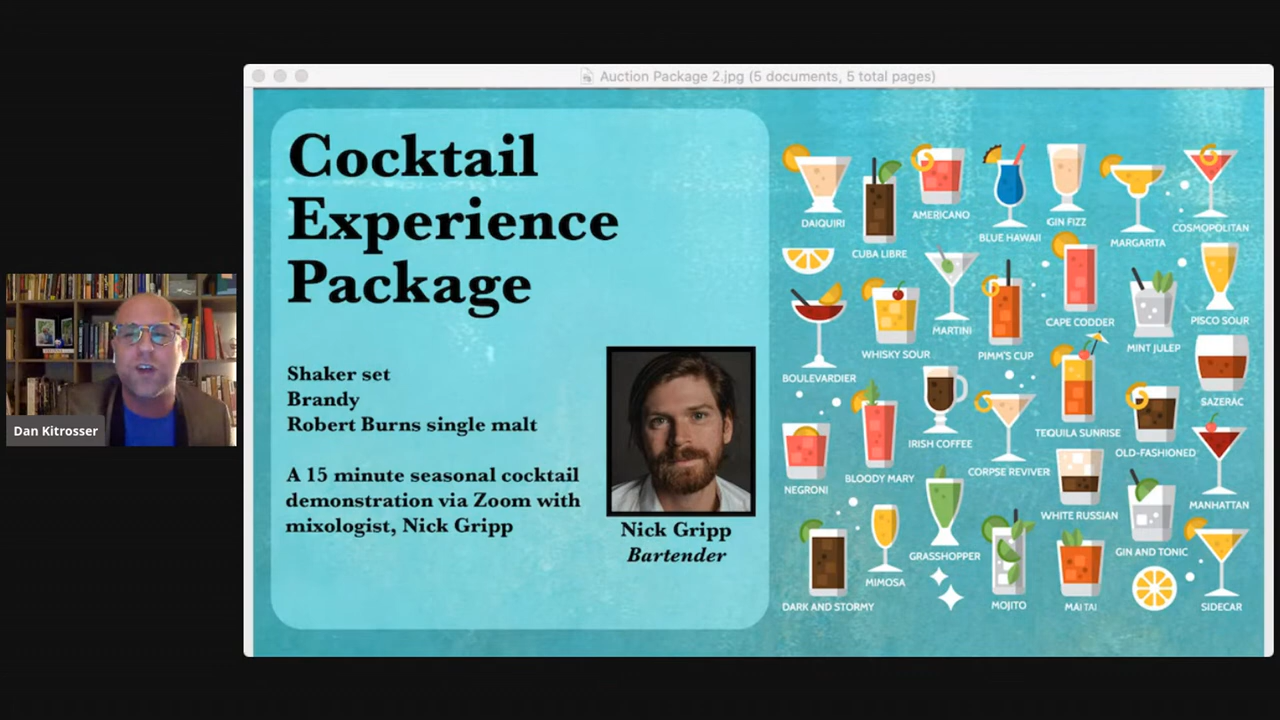 Auction Package 2.jpg (5 documents, 5 total pages)
Cocktail
Experience
Package
Shaker set
Brandy
Robert Burns single malt
A 15 minute seasonal cocktail
demonstration via Zoom with
mixologist, Nick Gripp
Nick Gripp
Bartender
DAIQUIRI
CUBA LIBRE
AMERICANO
BLUE HAWAII
GIN FIZZ
MARGARITA
COSMOPOLITAN
BOULEVARDIER
WHISKY SOUR
MARTINI
PIMM'S CUP
CAPE CODDER
MINT JULEP
PISCO SOUR
NEGRONI
BLOODY MARY
IRISH COFFEE
CORPSE REVIVER
TEQUILA SUNRISE
OLD-FASHIONED
SAZERAC
DARK AND STORMY
MIMOSA
GRASSHOPPER
MOJITO
WHITE RUSSIAN
MAI TAI
GIN AND TONIC
MANHATTAN
SIDECAR
Dan Kitrosser